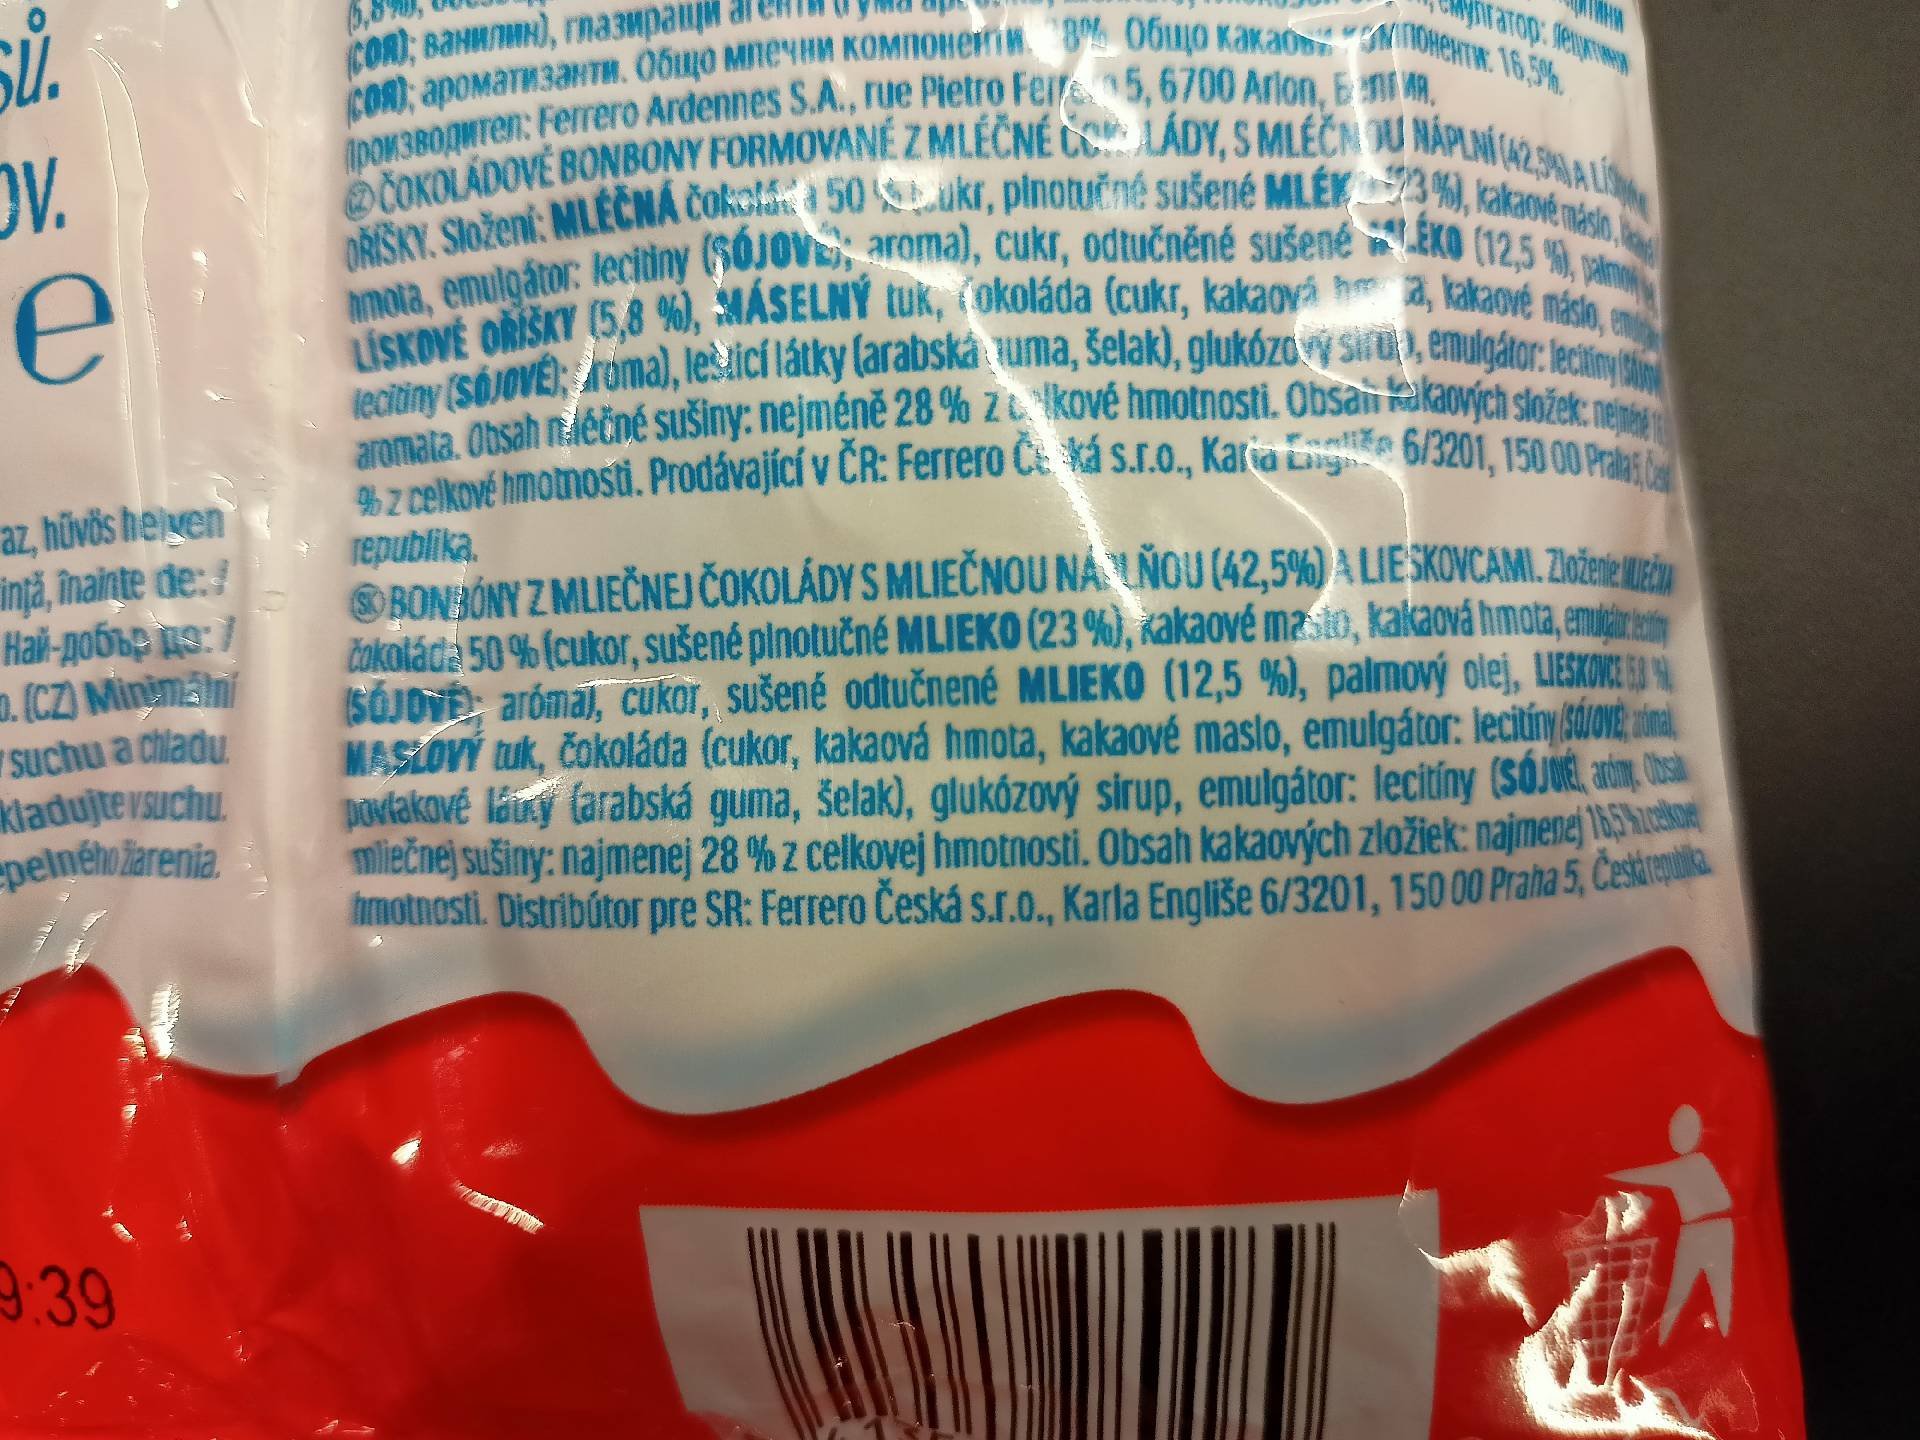 ů.
ov.
e
az, hűvös helyen
inţă, înainte de:
Най-добър до:
(CZ) Minimální
v suchu a chladu.
kladujte v suchu.
epelného žiarenia.
9:39
(соя); ванилин), глазиращи агенти
(соя); ароматизанти. Общо млечни компоненти: 28%. Общо какаови компоненти: 16,5%.
Производител: Ferrero Ardennes S.A., rue Pietro Ferrero 5, 6700 Arlon, Белгия.
CZ ČOKOLÁDOVÉ BONBONY FORMOVANÉ Z MLÉČNÉ ČOKOLÁDY, S MLÉČNOU NÁPLNÍ (42,5%) A LÍSKOVÝMI
OŘÍŠKY. Složení: MLÉČNÁ čokoláda 50 % (cukr, plnotučné sušené MLÉKO (23 %), kakaové máslo, kakaová
hmota, emulgátor: lecitiny (SÓJOVÉ); aroma), cukr, odtučněné sušené MLÉKO (12,5 %), palmový
LÍSKOVÉ OŘÍŠKY (5,8 %), MÁSELNÝ tuk, čokoláda (cukr, kakaová hmota, kakaové máslo, emulgátor:
lecitiny (SÓJOVÉ); aroma), lešticí látky (arabská guma, šelak), glukózový sirup, emulgátor: lecitiny (SÓJOVÉ)
aromata. Obsah mléčné sušiny: nejméně 28 % z celkové hmotnosti. Obsah kakaových složek: nejméně 16,5
% z celkové hmotnosti. Prodávající v ČR: Ferrero Česká s.r.o., Karla Engliše 6/3201, 150 00 Praha 5, Česká
republika.
SK BONBÓNY Z MLIEČNEJ ČOKOLÁDY S MLIEČNOU NÁPLŇOU (42,5%) A LIESKOVCAMI. Zloženie: MLIEČNA
čokoláda 50 % (cukor, sušené plnotučné MLIEKO (23 %), kakaové maslo, kakaová hmota, emulgátor: lecitíny
(SÓJOVÉ); aróma), cukor, sušené odtučnené MLIEKO (12,5 %), palmový olej, LIESKOVCE (5,8 %),
MASLOVÝ tuk, čokoláda (cukor, kakaová hmota, kakaové maslo, emulgátor: lecitíny (SÓJOVÉ); aróma),
povlakové látky (arabská guma, šelak), glukózový sirup, emulgátor: lecitíny (SÓJOVÉ), arómy. Obsah
mliečnej sušiny: najmenej 28 % z celkovej hmotnosti. Obsah kakaových zložiek: najmenej 16,5 % z celkovej
hmotnosti. Distribútor pre SR: Ferrero Česká s.r.o., Karla Engliše 6/3201, 150 00 Praha 5, Česká republika.